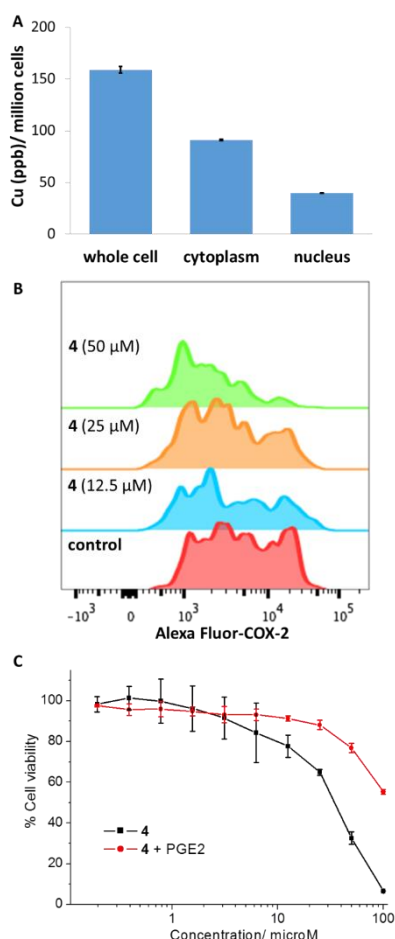 A
Cu (ppb)/ million cells
200
150
100
50
0
whole cell cytoplasm nucleus
B
4 (50 µM)
4 (25 µM)
4 (12.5 µM)
control
-10³ 0 10³ 10⁴ 10⁵
Alexa Fluor-COX-2
C
% Cell viability
120
100
80
60
40
20
0
4
4 + PGE2
1 10 100
Concentration/ microM